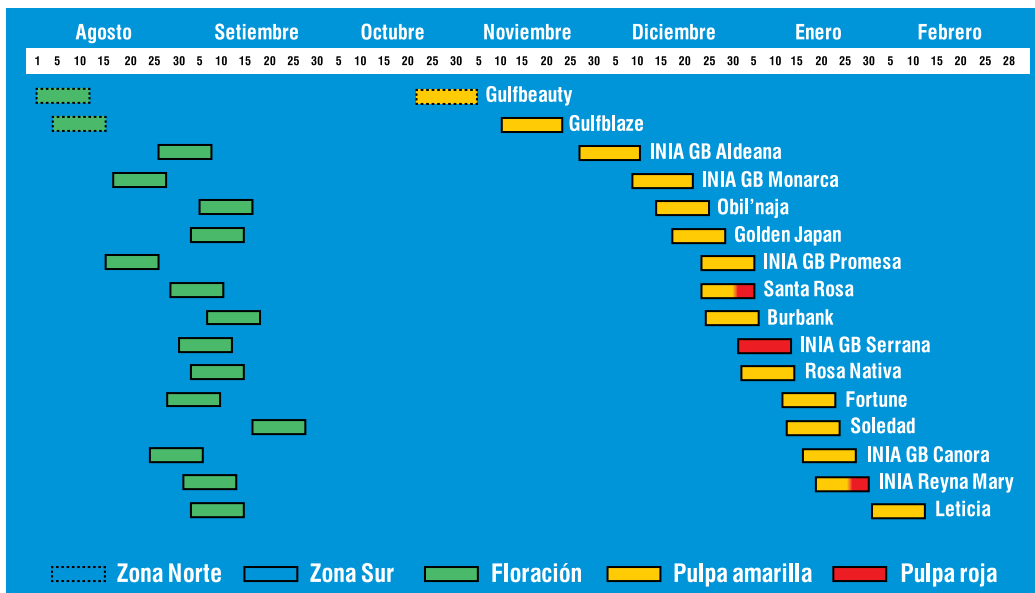 Agosto Setiembre Octubre Noviembre Diciembre Enero Febrero
1 5 10 15 20 25 30 5 10 15 20 25 30 5 10 15 20 25 30 5 10 15 20 25 30 5 10 15 20 25 30 5 10 15 20 25 30 5 10 15 20 25 28
Gulfbeauty
Gulfblaze
INIA GB Aldeana
INIA GB Monarca
Obil'naja
Golden Japan
INIA GB Promesa
Santa Rosa
Burbank
INIA GB Serrana
Rosa Nativa
Fortune
Soledad
INIA GB Canora
INIA Reyna Mary
Leticia
Zona Norte Zona Sur Floración Pulpa amarilla Pulpa roja